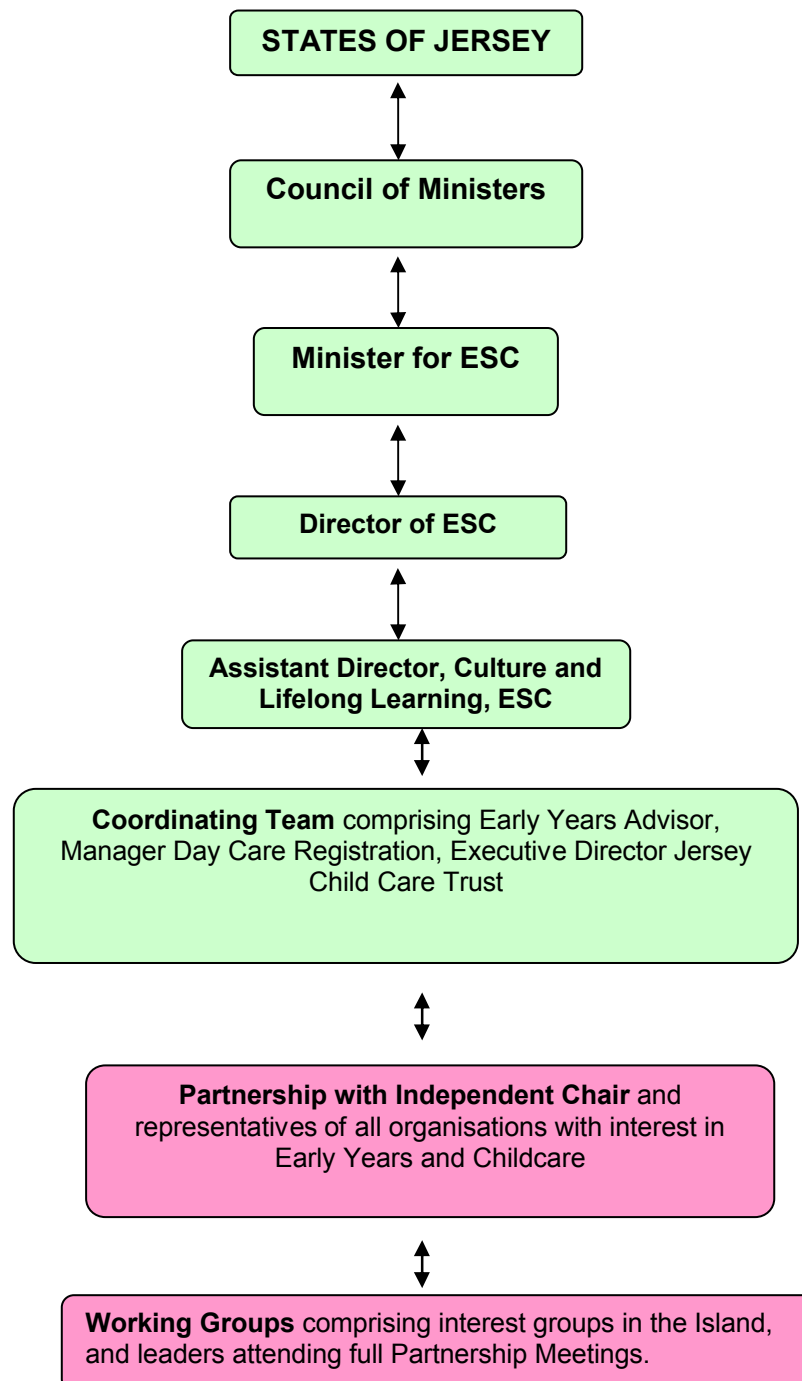 STATES OF JERSEY
Council of Ministers
Minister for ESC
Director of ESC
Assistant Director, Culture and
Lifelong Learning, ESC
Coordinating Team comprising Early Years Advisor,
Manager Day Care Registration, Executive Director Jersey
Child Care Trust
Partnership with Independent Chair and
representatives of all organisations with interest in
Early Years and Childcare
Working Groups comprising interest groups in the Island,
and leaders attending full Partnership Meetings.